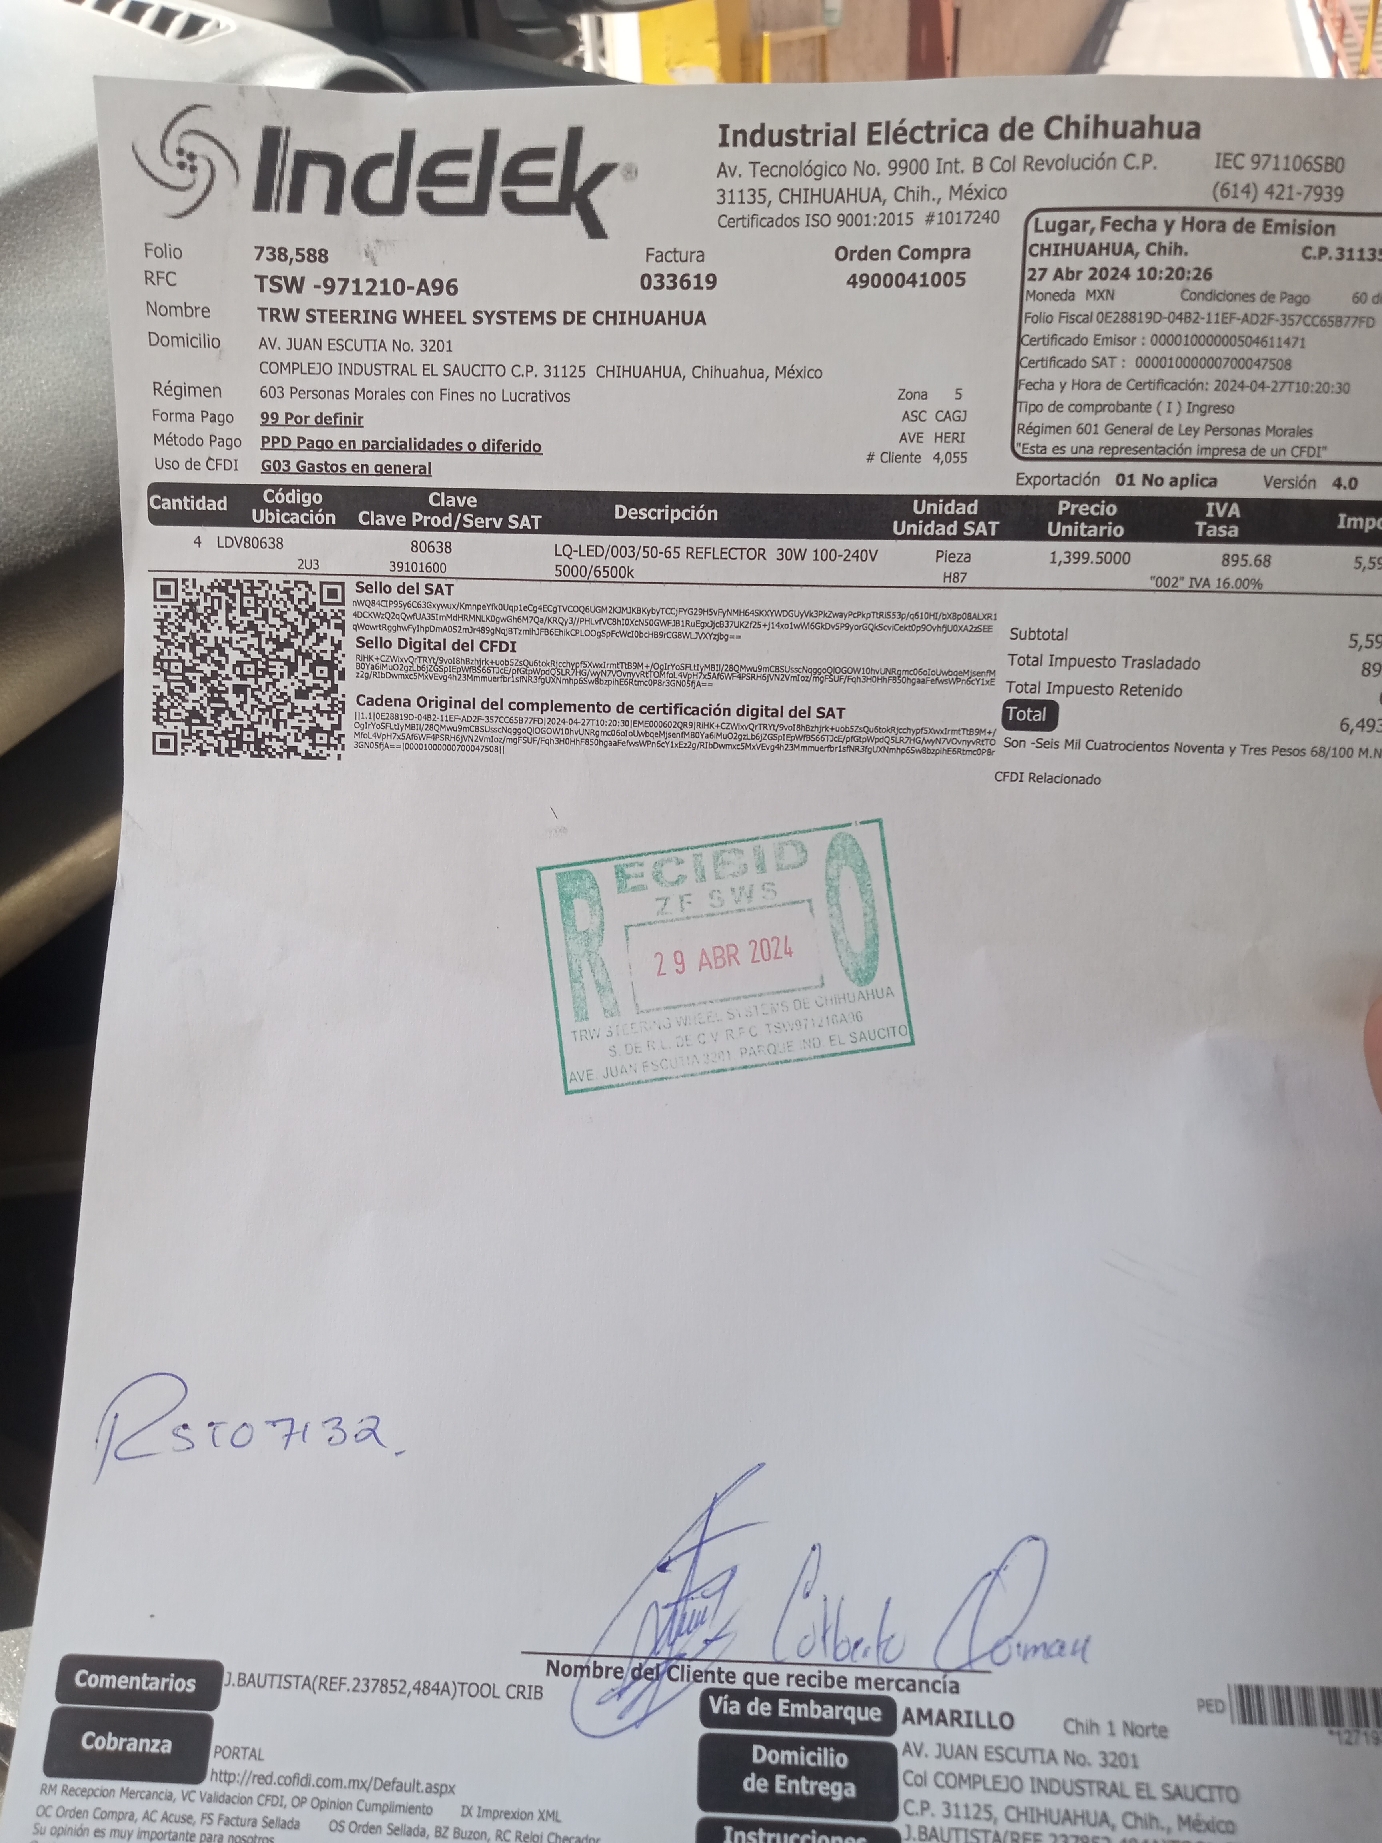 Indelek®
Industrial Eléctrica de Chihuahua
Av. Tecnológico No. 9900 Int. B Col Revolución C.P.
IEC 971106SB0
31135, CHIHUAHUA, Chih., México
(614) 421-7939
Certificados ISO 9001:2015 #1017240
Folio 738,588
Factura
033619
Orden Compra
4900041005
RFC TSW -971210-A96
Nombre TRW STEERING WHEEL SYSTEMS DE CHIHUAHUA
Domicilio AV. JUAN ESCUTIA No. 3201
COMPLEJO INDUSTRAL EL SAUCITO C.P. 31125 CHIHUAHUA, Chihuahua, México
Régimen 603 Personas Morales con Fines no Lucrativos
Forma Pago 99 Por definir
Método Pago PPD Pago en parcialidades o diferido
Uso de CFDI G03 Gastos en general
Zona 5
ASC CAGJ
AVE HERI
# Cliente 4,055
Lugar, Fecha y Hora de Emision
CHIHUAHUA, Chih. C.P.31135
27 Abr 2024 10:20:26
Moneda MXN Condiciones de Pago 60
Folio Fiscal 0E28819D-04B2-11EF-AD2F-357CC65B77FD
Certificado Emisor : 00001000000504611471
Certificado SAT : 00001000000700047508
Fecha y Hora de Certificación: 2024-04-27T10:20:30
Tipo de comprobante ( I ) Ingreso
Régimen 601 General de Ley Personas Morales
"Esta es una representación impresa de un CFDI"
Exportación 01 No aplica Versión 4.0
Cantidad Código Ubicación Clave Clave Prod/Serv SAT Descripción Unidad Unidad SAT Precio Unitario IVA Tasa
4 LDV80638 80638 LQ-LED/003/50-65 REFLECTOR 30W 100-240V Pieza 1,399.5000 895.68
2U3 39101600 5000/6500k H87 "002" IVA 16.00%
Sello del SAT
Sello Digital del CFDI
Cadena Original del complemento de certificación digital del SAT
Subtotal
Total Impuesto Trasladado
Total Impuesto Retenido
Total 6,493
Son -Seis Mil Cuatrocientos Noventa y Tres Pesos 68/100 M.N
CFDI Relacionado
RECIBIDO
ZF SWS
29 ABR 2024
TRW STEERING WHEEL SYSTEMS DE CHIHUAHUA
S. DE R.L. DE C.V. R.F.C. TSW971210A96
AVE. JUAN ESCUTIA 3201 PARQUE IND. EL SAUCITO
RSTO7132
Nombre del Cliente que recibe mercancía
Comentarios J.BAUTISTA(REF.237852,484A)TOOL CRIB
Cobranza PORTAL
http://red.cofidi.com.mx/Default.aspx
RM Recepcion Mercancia, VC Validacion CFDI, OP Opinion Cumplimiento IX Imprexion XML
OC Orden Compra, AC Acuse, FS Factura Sellada OS Orden Sellada, BZ Buzon, RC Reloj Checador
Su opinión es muy importante para nosotros
Vía de Embarque AMARILLO Chih 1 Norte
PED
Domicilio de Entrega AV. JUAN ESCUTIA No. 3201
Col COMPLEJO INDUSTRAL EL SAUCITO
C.P. 31125, CHIHUAHUA, Chih., México
Instrucciones